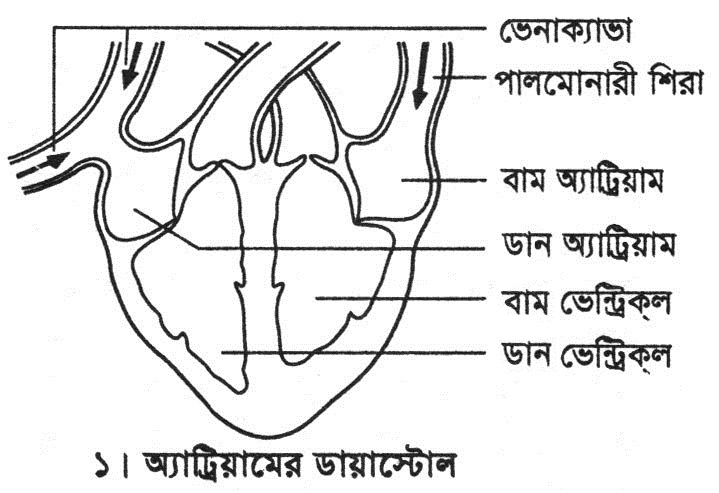 ভেনাক্যাভা
পালমোনারী শিরা
বাম অ্যাট্রিয়াম
ডান অ্যাট্রিয়াম
বাম ভেন্ট্রিক্‌ল
ডান ভেন্ট্রিক্‌ল
১। অ্যাট্রিয়ামের ডায়াস্টোল